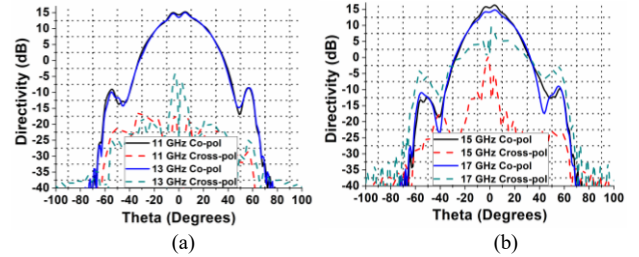 15
10
5
0
-5
-10
-15
-20
-25
-30
-35
-40
Directivity (dB)
11 GHz Co-pol
11 GHz Cross-pol
13 GHz Co-pol
13 GHz Cross-pol
-100 -80 -60 -40 -20 0 20 40 60 80 100
Theta (Degrees)
(a)
15
10
5
0
-5
-10
-15
-20
-25
-30
-35
-40
Directivity (dB)
15 GHz Co-pol
15 GHz Cross-pol
17 GHz Co-pol
17 GHz Cross-pol
-100 -80 -60 -40 -20 0 20 40 60 80 100
Theta (Degrees)
(b)